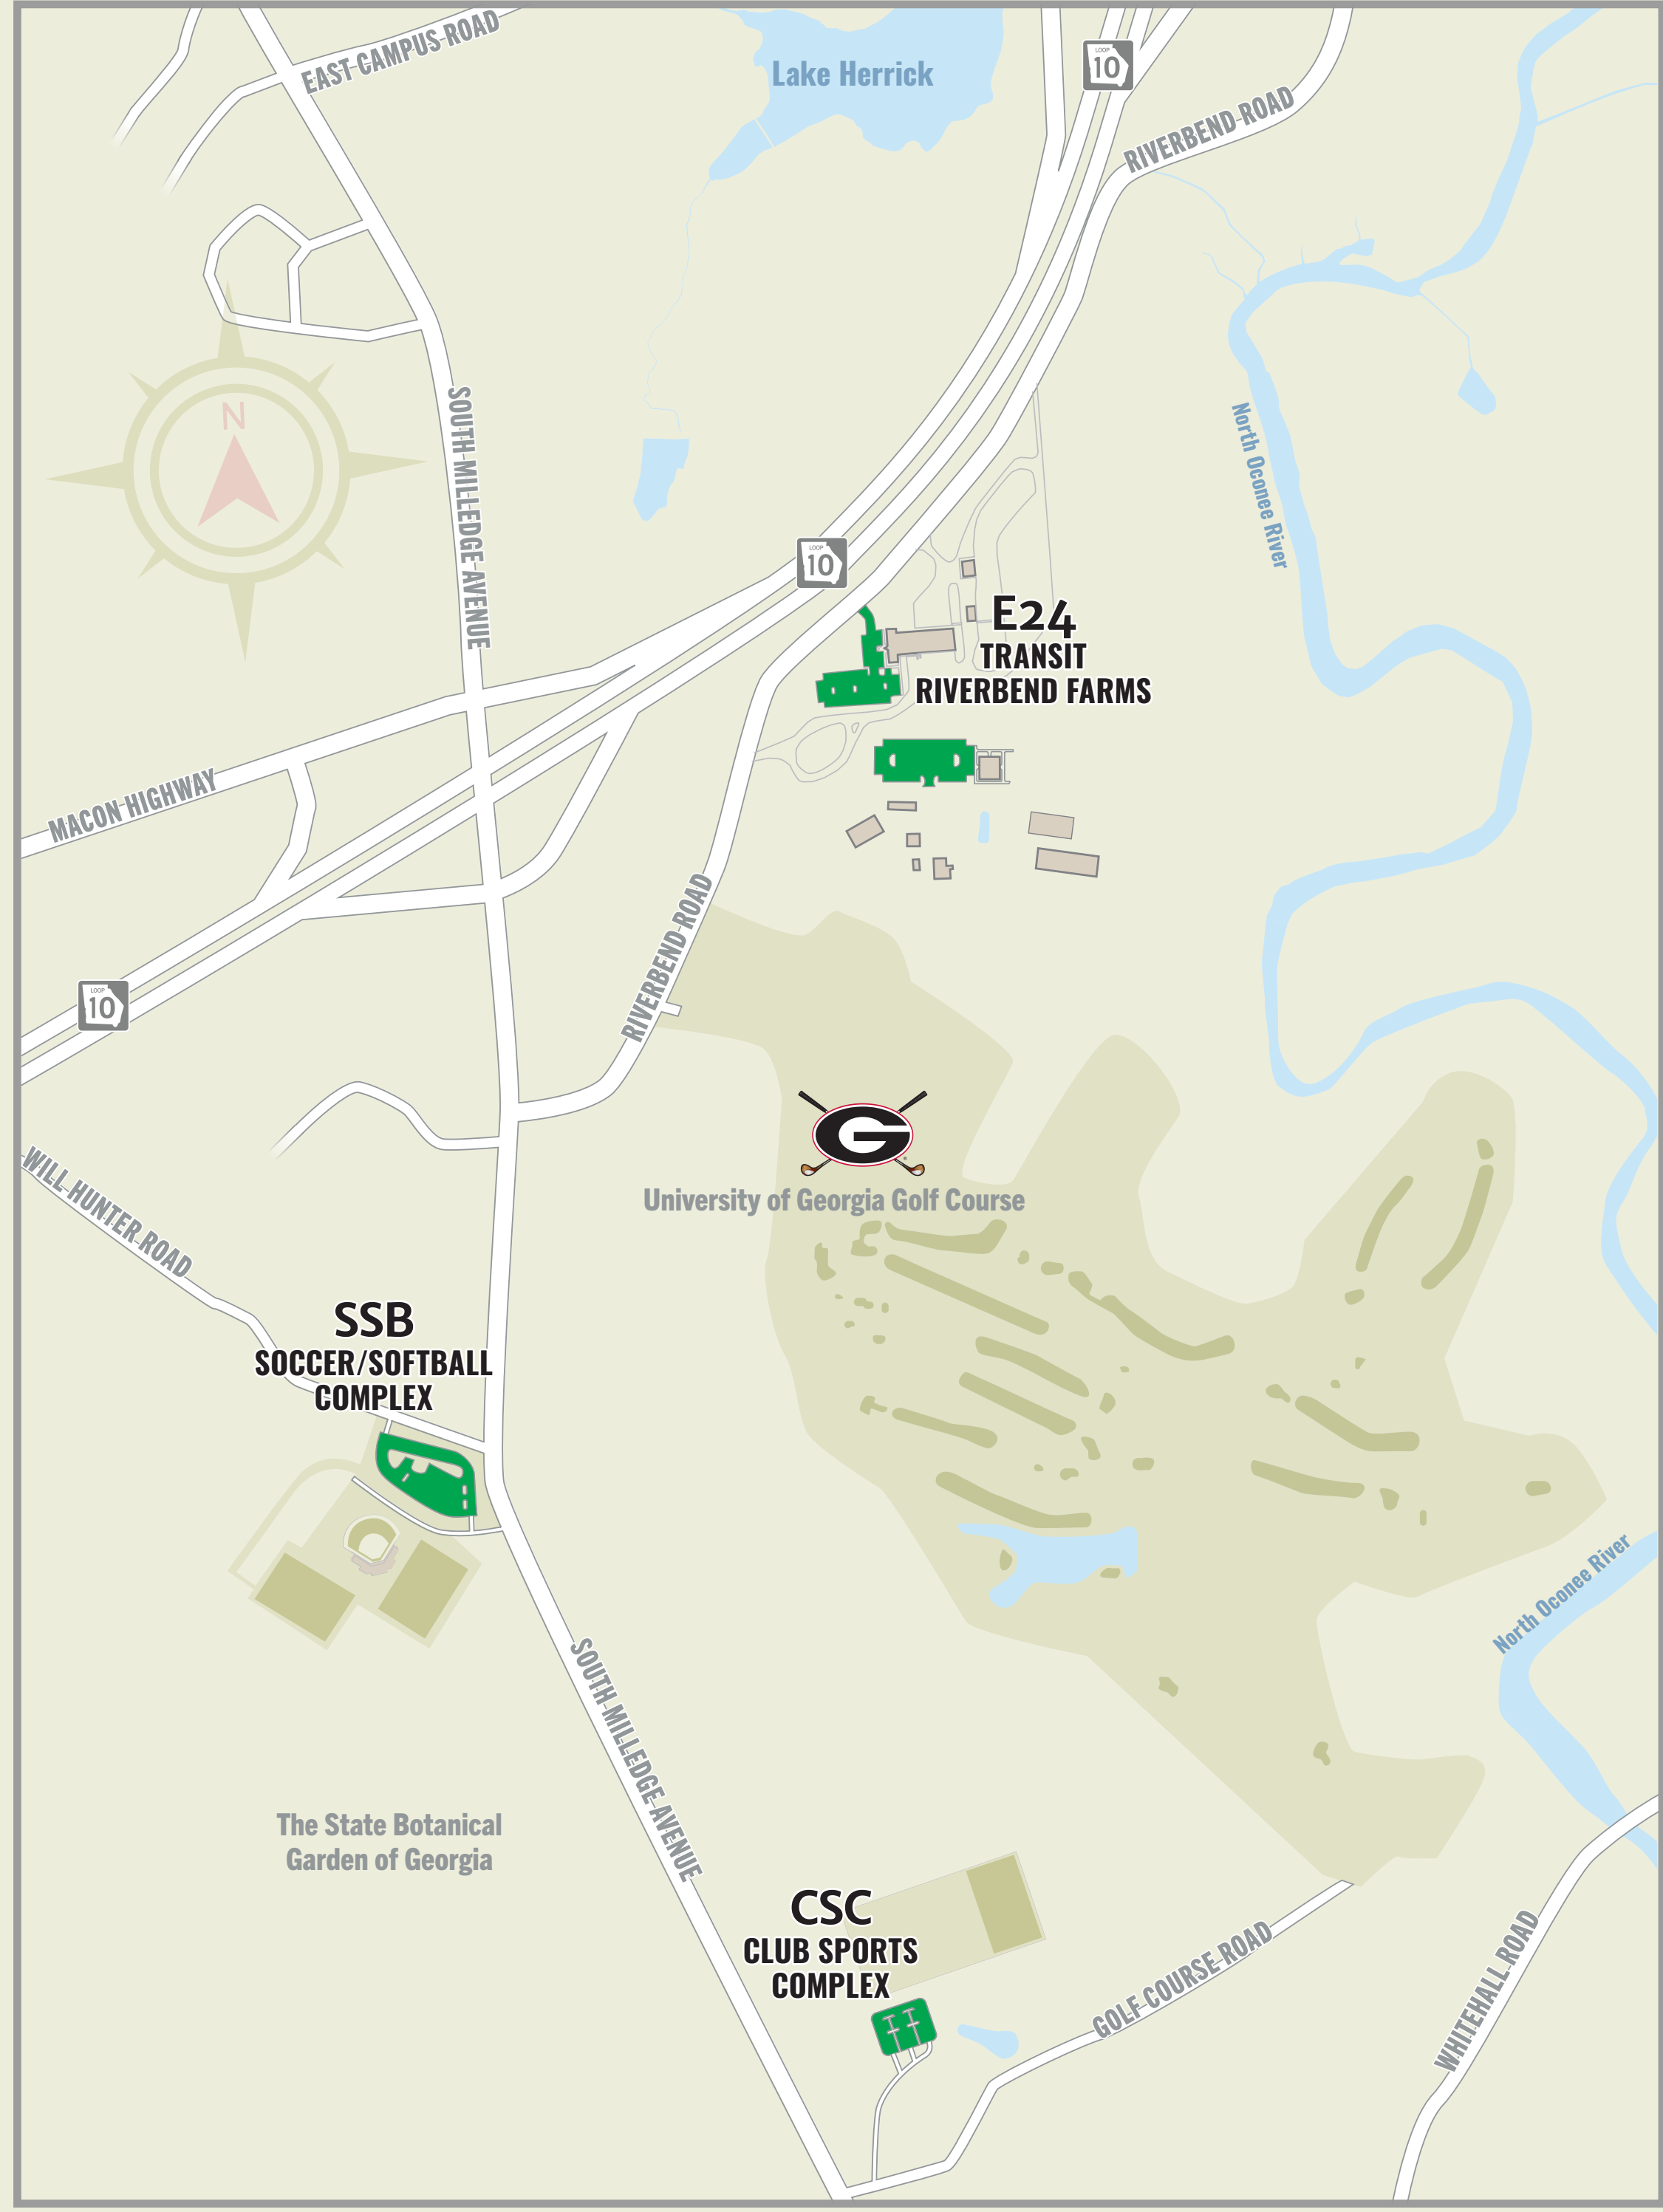 EAST CAMPUS ROAD
Lake Herrick
LOOP
10
RIVERBEND ROAD
N
SOUTH MILLEDGE AVENUE
North Oconee River
LOOP
10
E24
TRANSIT
RIVERBEND FARMS
MACON HIGHWAY
RIVERBEND ROAD
LOOP
10
G
University of Georgia Golf Course
WILL HUNTER ROAD
SSB
SOCCER/SOFTBALL
COMPLEX
North Oconee River
SOUTH MILLEDGE AVENUE
The State Botanical
Garden of Georgia
CSC
CLUB SPORTS
COMPLEX
GOLF COURSE ROAD
WHITEHALL ROAD